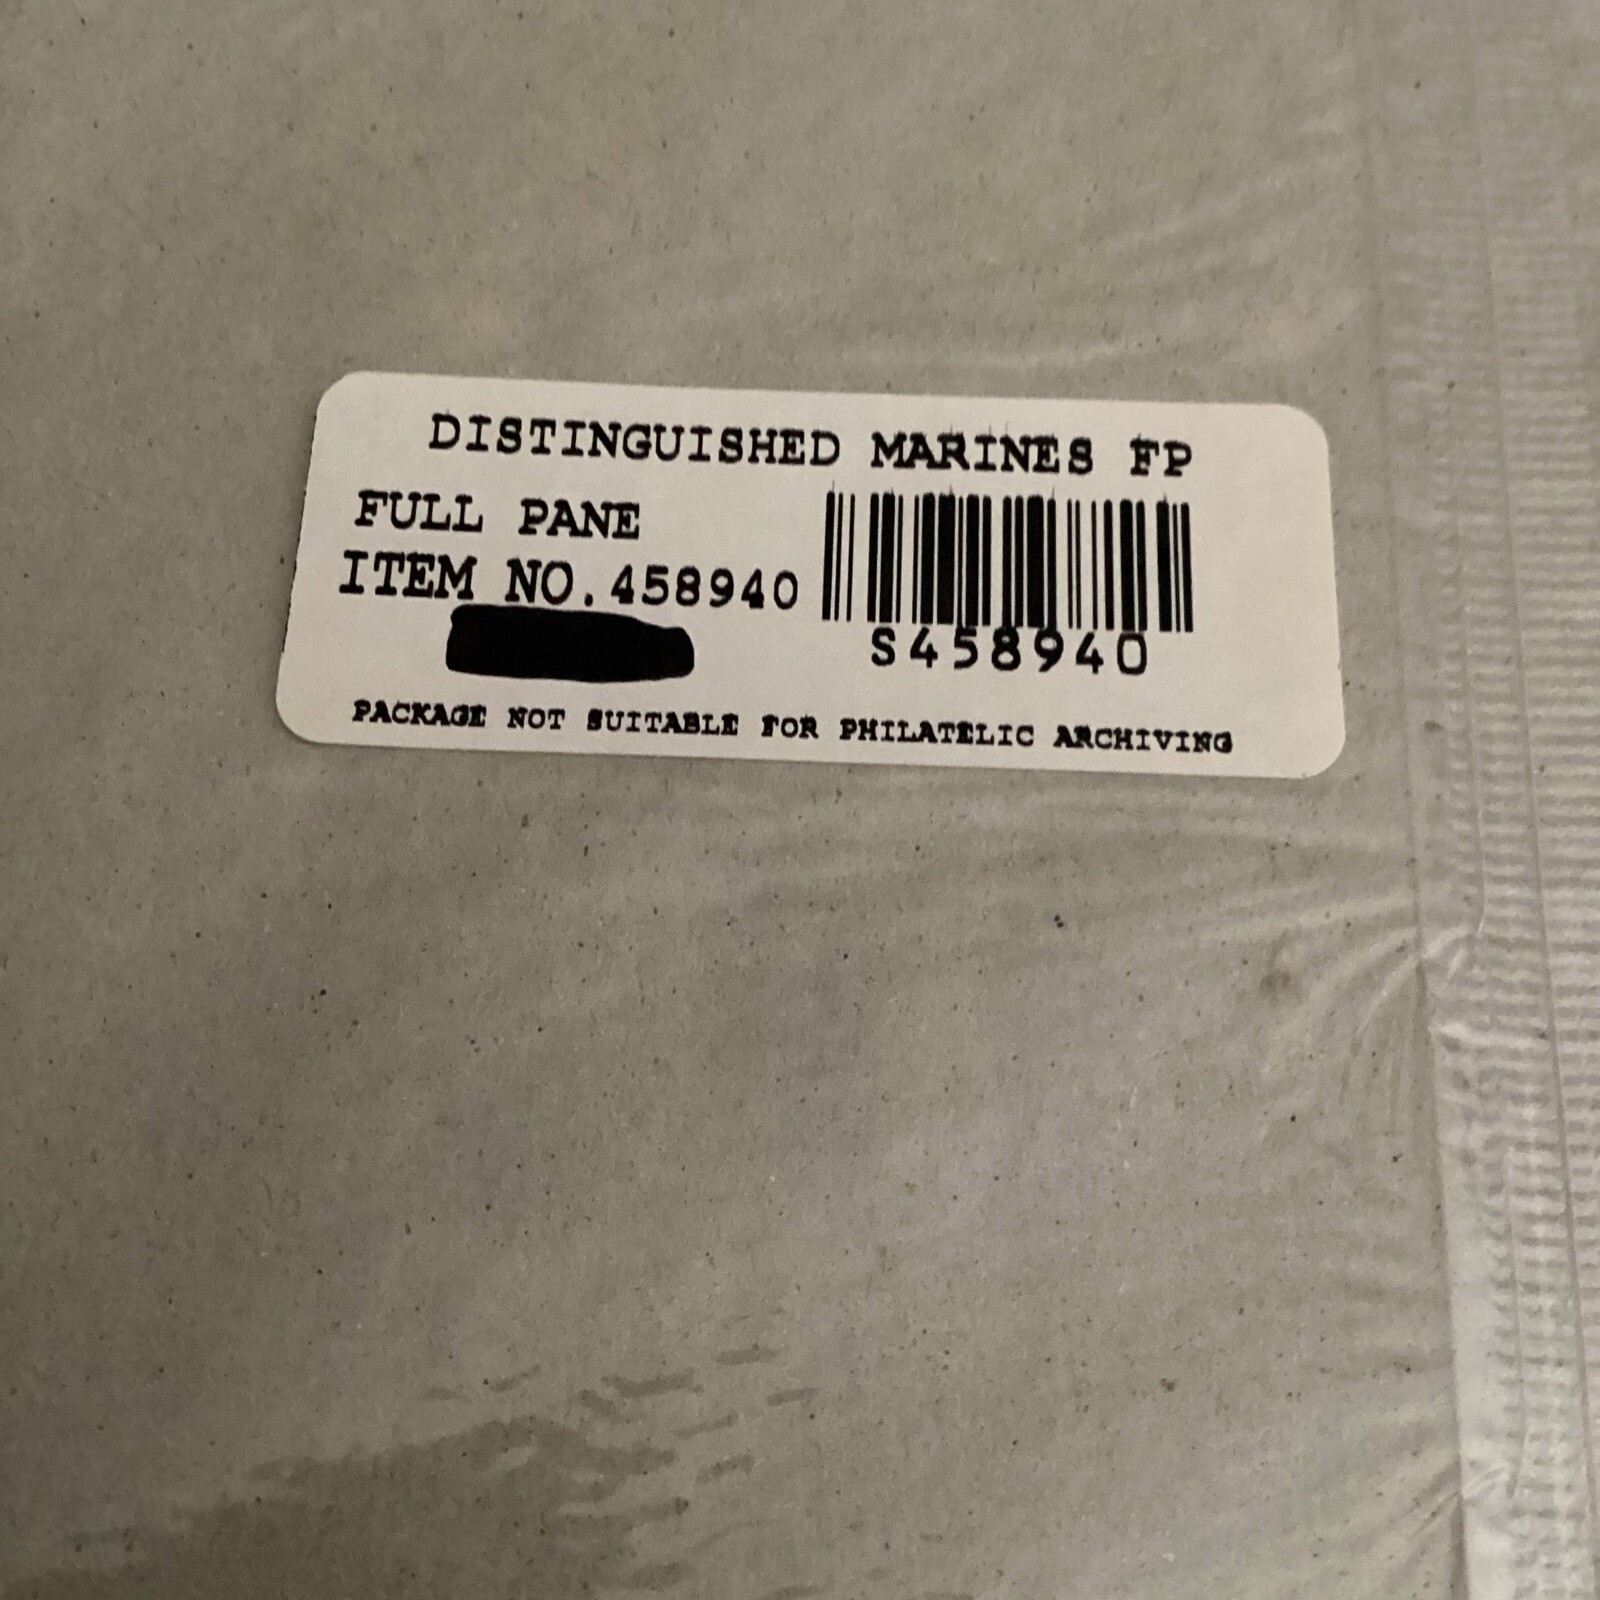 DISTINGUISHED MARINES FP
FULL PANE
ITEM NO.458940
S458940
PACKAGE NOT SUITABLE FOR PHILATELIC ARCHIVING